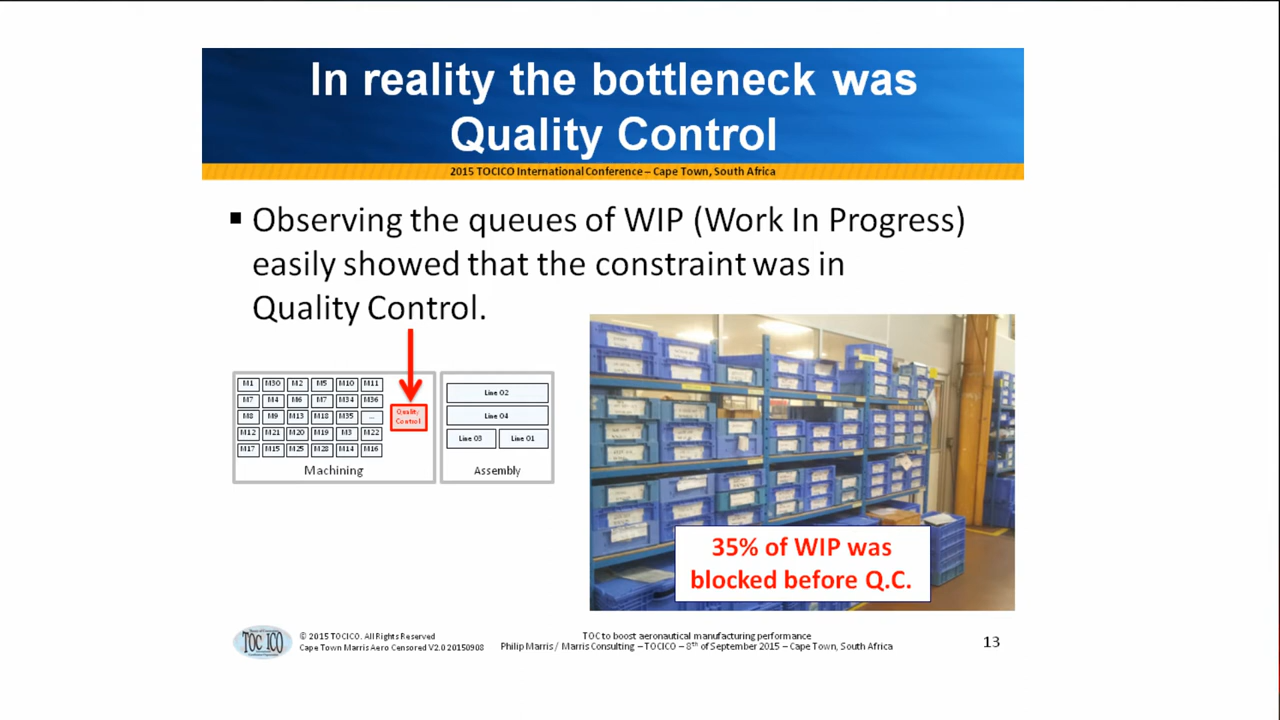 In reality the bottleneck was
Quality Control
2015 TOCICO International Conference – Cape Town, South Africa
▪ Observing the queues of WIP (Work In Progress)
easily showed that the constraint was in
Quality Control.
M1 M30 M2 M5 M10 M11
M7 M4 M6 M7 M34 M36
M8 M9 M13 M18 M35 ...
M12 M21 M20 M19 M3 M22
M17 M15 M25 M28 M14 M16
Quality
Control
Machining
Line 02
Line 04
Line 03 Line 01
Assembly
35% of WIP was
blocked before Q.C.
TOC ICO
© 2015 TOCICO. All Rights Reserved
Cape Town Marris Aero Censored V2.0 20150908
TOC to boost aeronautical manufacturing performance
Philip Marris / Marris Consulting – TOCICO – 8th of September 2015 – Cape Town, South Africa
13